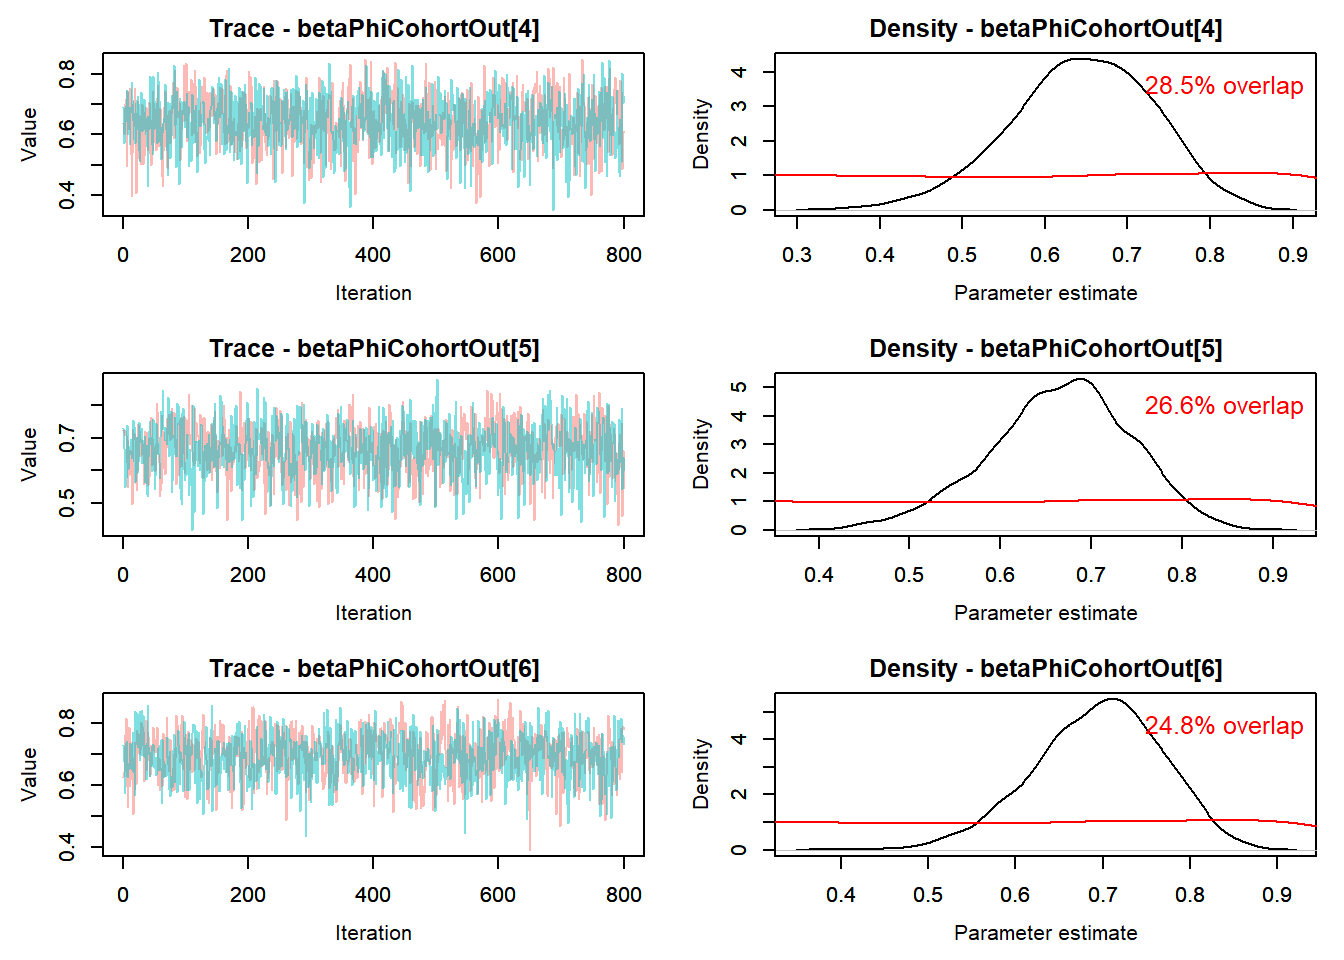 Trace - betaPhiCohortOut[4]
Value
0.4 0.6 0.8
0 200 400 600 800
Iteration
Density - betaPhiCohortOut[4]
28.5% overlap
Density
0 1 2 3 4
0.3 0.4 0.5 0.6 0.7 0.8 0.9
Parameter estimate
Trace - betaPhiCohortOut[5]
Value
0.5 0.7
0 200 400 600 800
Iteration
Density - betaPhiCohortOut[5]
26.6% overlap
Density
0 1 2 3 4 5
0.4 0.5 0.6 0.7 0.8 0.9
Parameter estimate
Trace - betaPhiCohortOut[6]
Value
0.4 0.6 0.8
0 200 400 600 800
Iteration
Density - betaPhiCohortOut[6]
24.8% overlap
Density
0 2 4
0.4 0.5 0.6 0.7 0.8 0.9
Parameter estimate